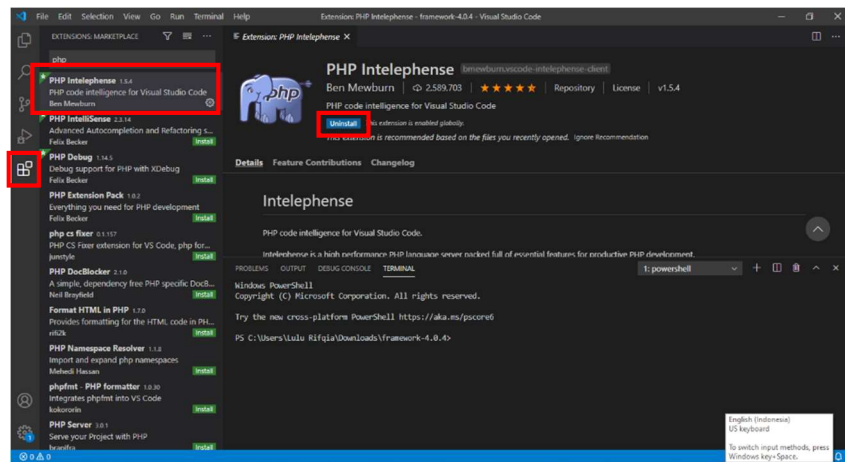 File Edit Selection View Go Run Terminal Help
Extension: PHP Intelephense - framework-4.0.4 - Visual Studio Code
EXTENSIONS: MARKETPLACE
php
PHP Intelephense 1.5.4
PHP code intelligence for Visual Studio Code
Ben Mewburn
PHP IntelliSense 2.3.14
Advanced Autocompletion and Refactoring s...
Felix Becker Install
PHP Debug 1.14.5
Debug support for PHP with XDebug
Felix Becker Install
PHP Extension Pack 1.0.2
Everything you need for PHP development
Felix Becker Install
php cs fixer 0.1.157
PHP CS Fixer extension for VS Code, php for...
junstyle Install
PHP DocBlocker 2.1.0
A simple, dependency free PHP specific DocB...
Neil Brayfield Install
Format HTML in PHP 1.7.0
Provides formatting for the HTML code in PH...
rifi2k Install
PHP Namespace Resolver 1.1.8
Import and expand php namespaces
Mehedi Hassan Install
phpfmt - PHP formatter 1.0.30
Integrates phpfmt into VS Code
kokororin Install
PHP Server 3.0.1
Serve your Project with PHP
brapifra Install
Extension: PHP Intelephense
php
PHP Intelephense bmewburn.vscode-intelephense-client
Ben Mewburn 2.589.703 Repository License v1.5.4
PHP code intelligence for Visual Studio Code
Uninstall This extension is enabled globally.
This extension is recommended based on the files you recently opened. Ignore Recommendation
Details Feature Contributions Changelog
Intelephense
PHP code intelligence for Visual Studio Code.
Intelephense is a high performance PHP language server packed full of essential features for productive PHP development.
PROBLEMS OUTPUT DEBUG CONSOLE TERMINAL 1: powershell
Windows PowerShell
Copyright (C) Microsoft Corporation. All rights reserved.
Try the new cross-platform PowerShell https://aka.ms/pscore6
PS C:\Users\Lulu Rifqia\Downloads\framework-4.0.4>
English (Indonesia)
US keyboard
To switch input methods, press
Windows key+Space.
0 0